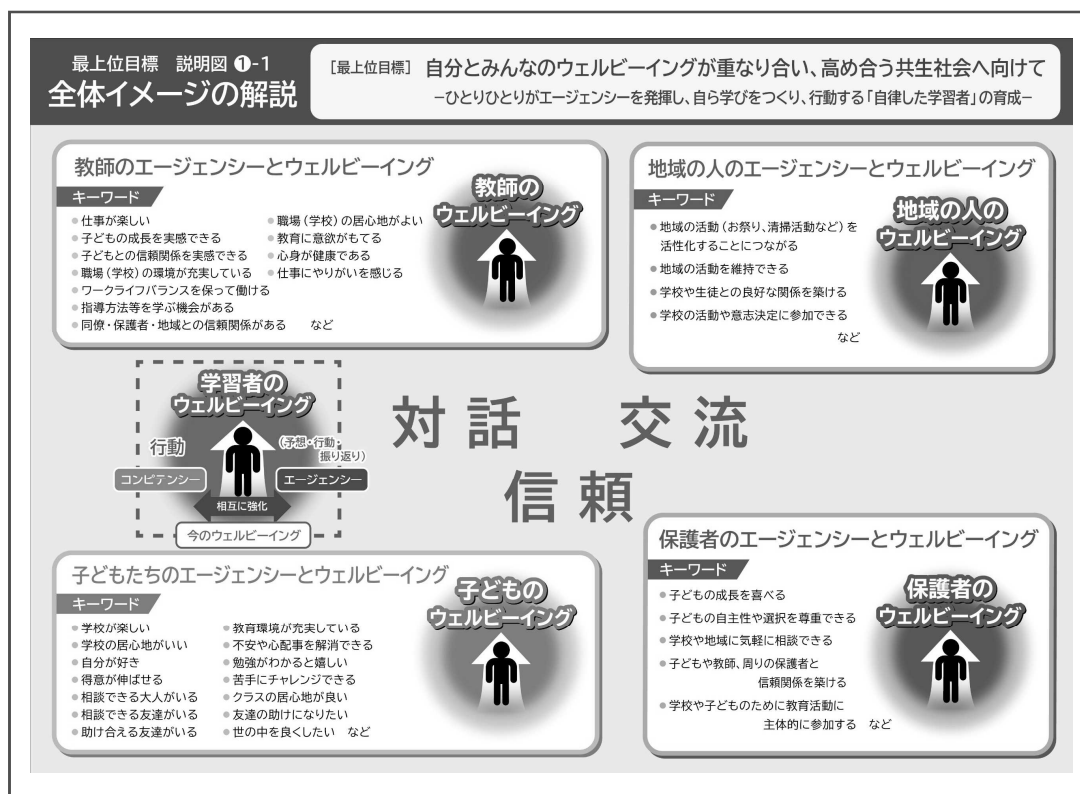 最上位目標 説明図 ❶-1
全体イメージの解説
[最上位目標] 自分とみんなのウェルビーイングが重なり合い、高め合う共生社会へ向けて
−ひとりひとりがエージェンシーを発揮し、自ら学びをつくり、行動する「自律した学習者」の育成−
教師のエージェンシーとウェルビーイング
キーワード
●仕事が楽しい
●子どもの成長を実感できる
●子どもとの信頼関係を実感できる
●職場(学校)の環境が充実している
●ワークライフバランスを保って働ける
●指導方法等を学ぶ機会がある
●同僚・保護者・地域との信頼関係がある など
●職場(学校)の居心地がよい
●教育に意欲がもてる
●心身が健康である
●仕事にやりがいを感じる
教師の
ウェルビーイング
地域の人のエージェンシーとウェルビーイング
キーワード
●地域の活動(お祭り、清掃活動など)を
活性化することにつながる
●地域の活動を維持できる
●学校や生徒との良好な関係を築ける
●学校の活動や意志決定に参加できる
など
地域の人の
ウェルビーイング
学習者の
ウェルビーイング
行動
(予想・行動・
振り返り)
コンピテンシー
エージェンシー
相互に強化
今のウェルビーイング
対話 交流
信頼
子どもたちのエージェンシーとウェルビーイング
キーワード
●学校が楽しい
●学校の居心地がいい
●自分が好き
●得意が伸ばせる
●相談できる大人がいる
●相談できる友達がいる
●助け合える友達がいる
●教育環境が充実している
●不安や心配事を解消できる
●勉強がわかると嬉しい
●苦手にチャレンジできる
●クラスの居心地が良い
●友達の助けになりたい
●世の中を良くしたい など
子どもの
ウェルビーイング
保護者のエージェンシーとウェルビーイング
キーワード
●子どもの成長を喜べる
●子どもの自主性や選択を尊重できる
●学校や地域に気軽に相談できる
●子どもや教師、周りの保護者と
信頼関係を築ける
●学校や子どものために教育活動に
主体的に参加する など
保護者の
ウェルビーイング